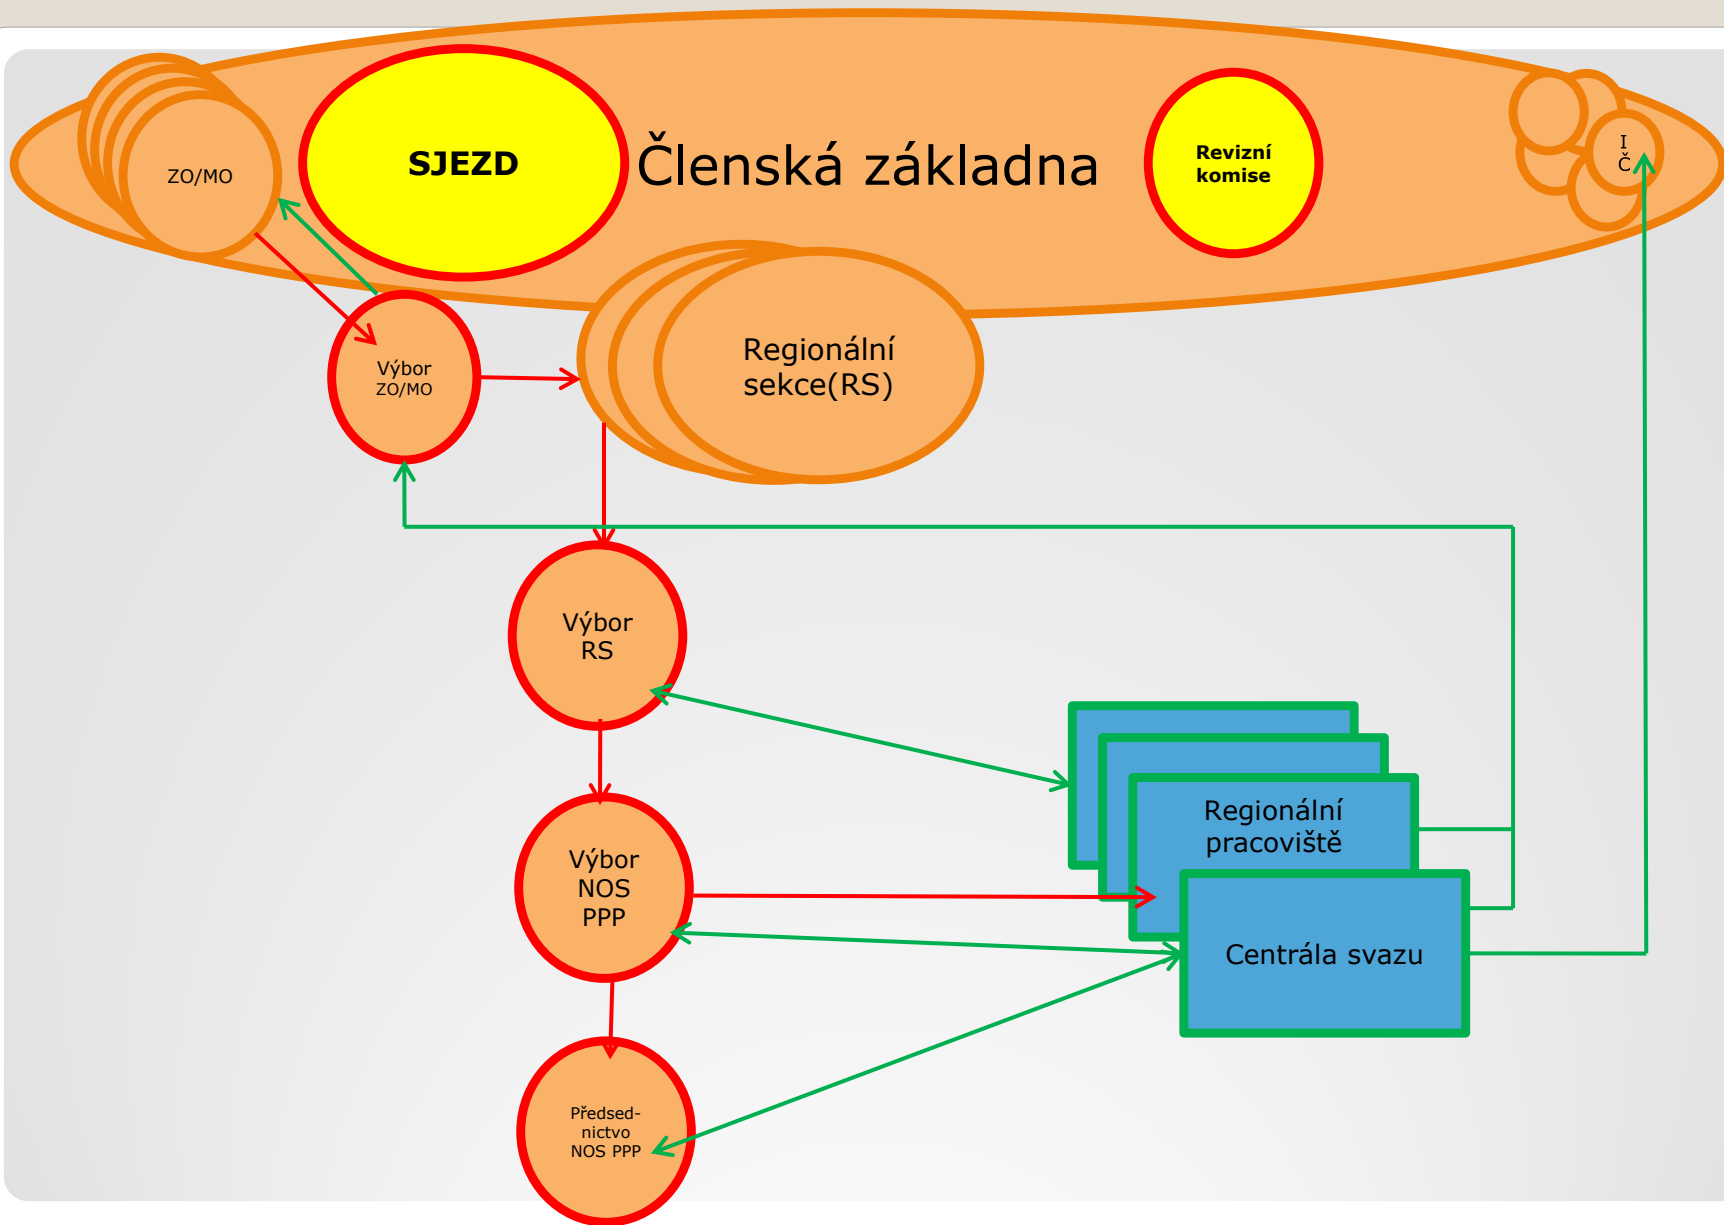 ZO/MO
SJEZD
Členská základna
Revizní
komise
I
Č
Výbor
ZO/MO
Regionální
sekce(RS)
Výbor
RS
Regionální
pracoviště
Výbor
NOS
PPP
Centrála svazu
Předsed-
nictvo
NOS PPP